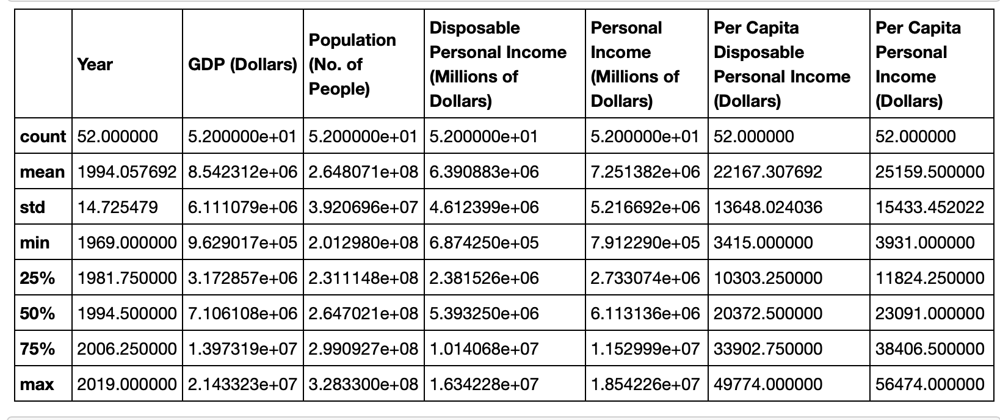 Year GDP (Dollars) Population (No. of People) Disposable Personal Income (Millions of Dollars) Personal Income (Millions of Dollars) Per Capita Disposable Personal Income (Dollars) Per Capita Personal Income (Dollars)
count 52.000000 5.200000e+01 5.200000e+01 5.200000e+01 5.200000e+01 52.000000 52.000000
mean 1994.057692 8.542312e+06 2.648071e+08 6.390883e+06 7.251382e+06 22167.307692 25159.500000
std 14.725479 6.111079e+06 3.920696e+07 4.612399e+06 5.216692e+06 13648.024036 15433.452022
min 1969.000000 9.629017e+05 2.012980e+08 6.874250e+05 7.912290e+05 3415.000000 3931.000000
25% 1981.750000 3.172857e+06 2.311148e+08 2.381526e+06 2.733074e+06 10303.250000 11824.250000
50% 1994.500000 7.106108e+06 2.647021e+08 5.393250e+06 6.113136e+06 20372.500000 23091.000000
75% 2006.250000 1.397319e+07 2.990927e+08 1.014068e+07 1.152999e+07 33902.750000 38406.500000
max 2019.000000 2.143323e+07 3.283300e+08 1.634228e+07 1.854226e+07 49774.000000 56474.000000